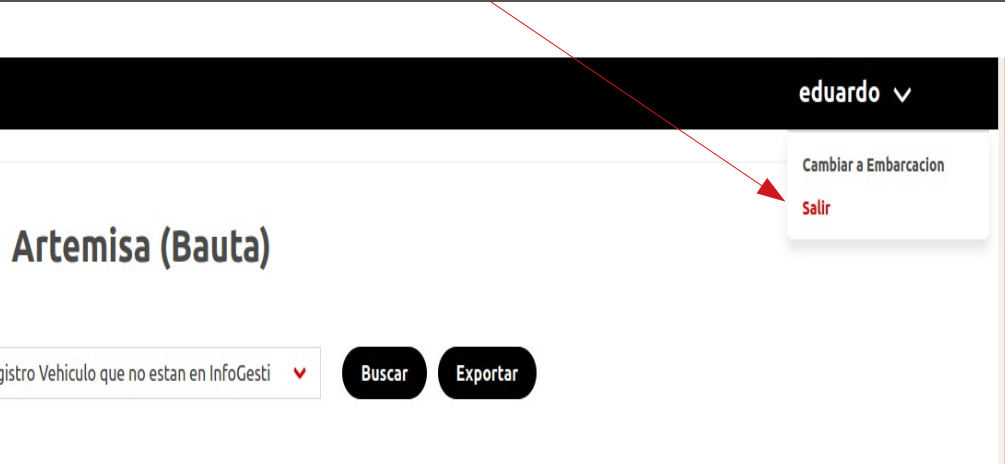 eduardo
Cambiar a Embarcacion
Salir
Artemisa (Bauta)
gistro Vehiculo que no estan en InfoGesti
Buscar
Exportar